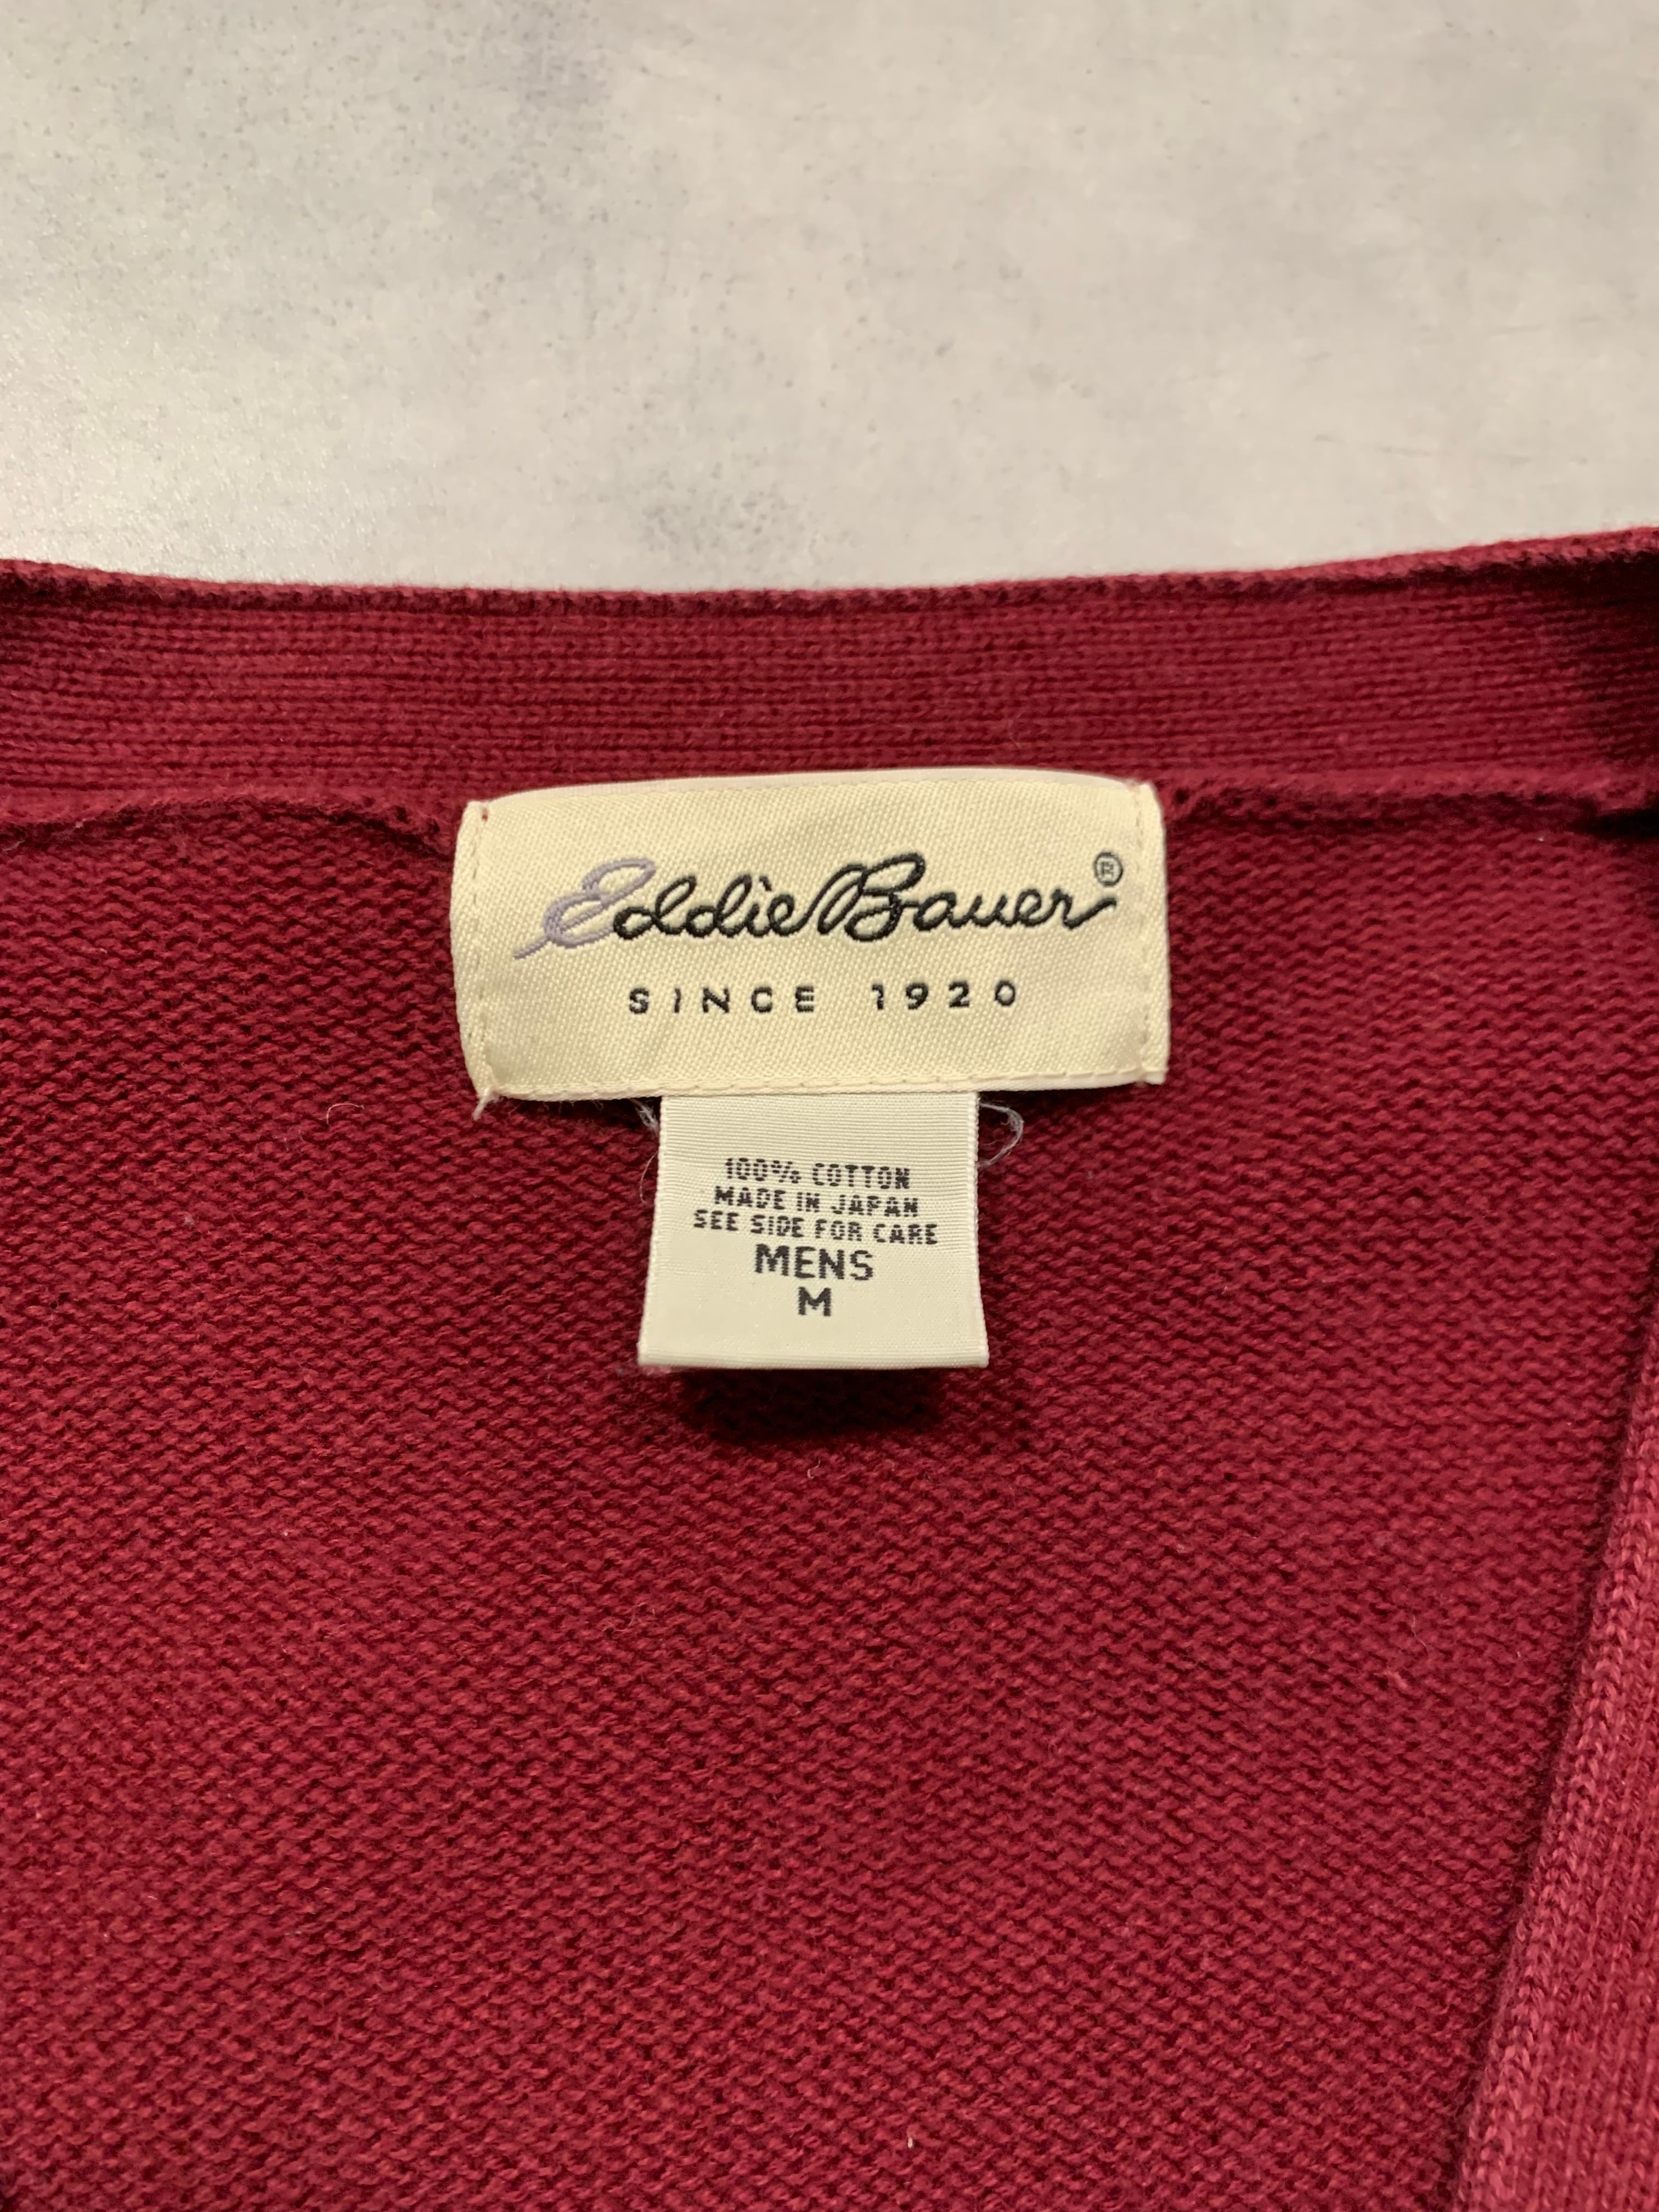 Eddie Bauer®
SINCE 1920
100% COTTON
MADE IN JAPAN
SEE SIDE FOR CARE
MENS
M